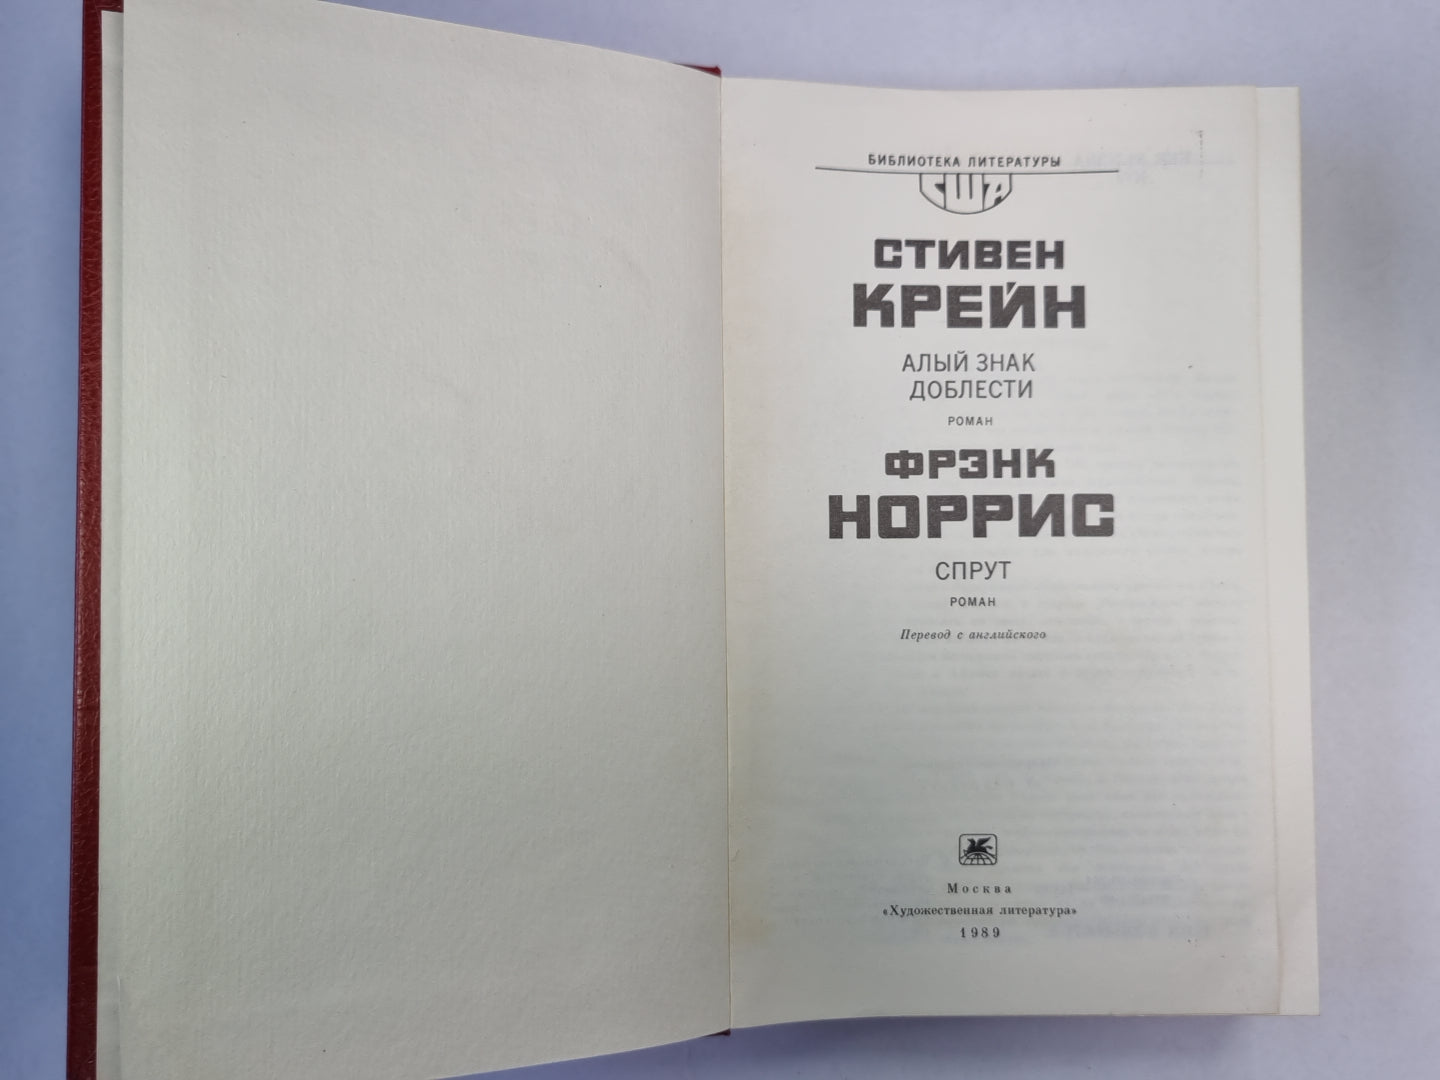 БИБЛИОТЕКА ЛИТЕРАТУРЫ
США
СТИВЕН
КРЕЙН
АЛЫЙ ЗНАК
ДОБЛЕСТИ
РОМАН
ФРЭНК
НОРРИС
СПРУТ
РОМАН
Перевод с английского
Москва
«Художественная литература»
1989